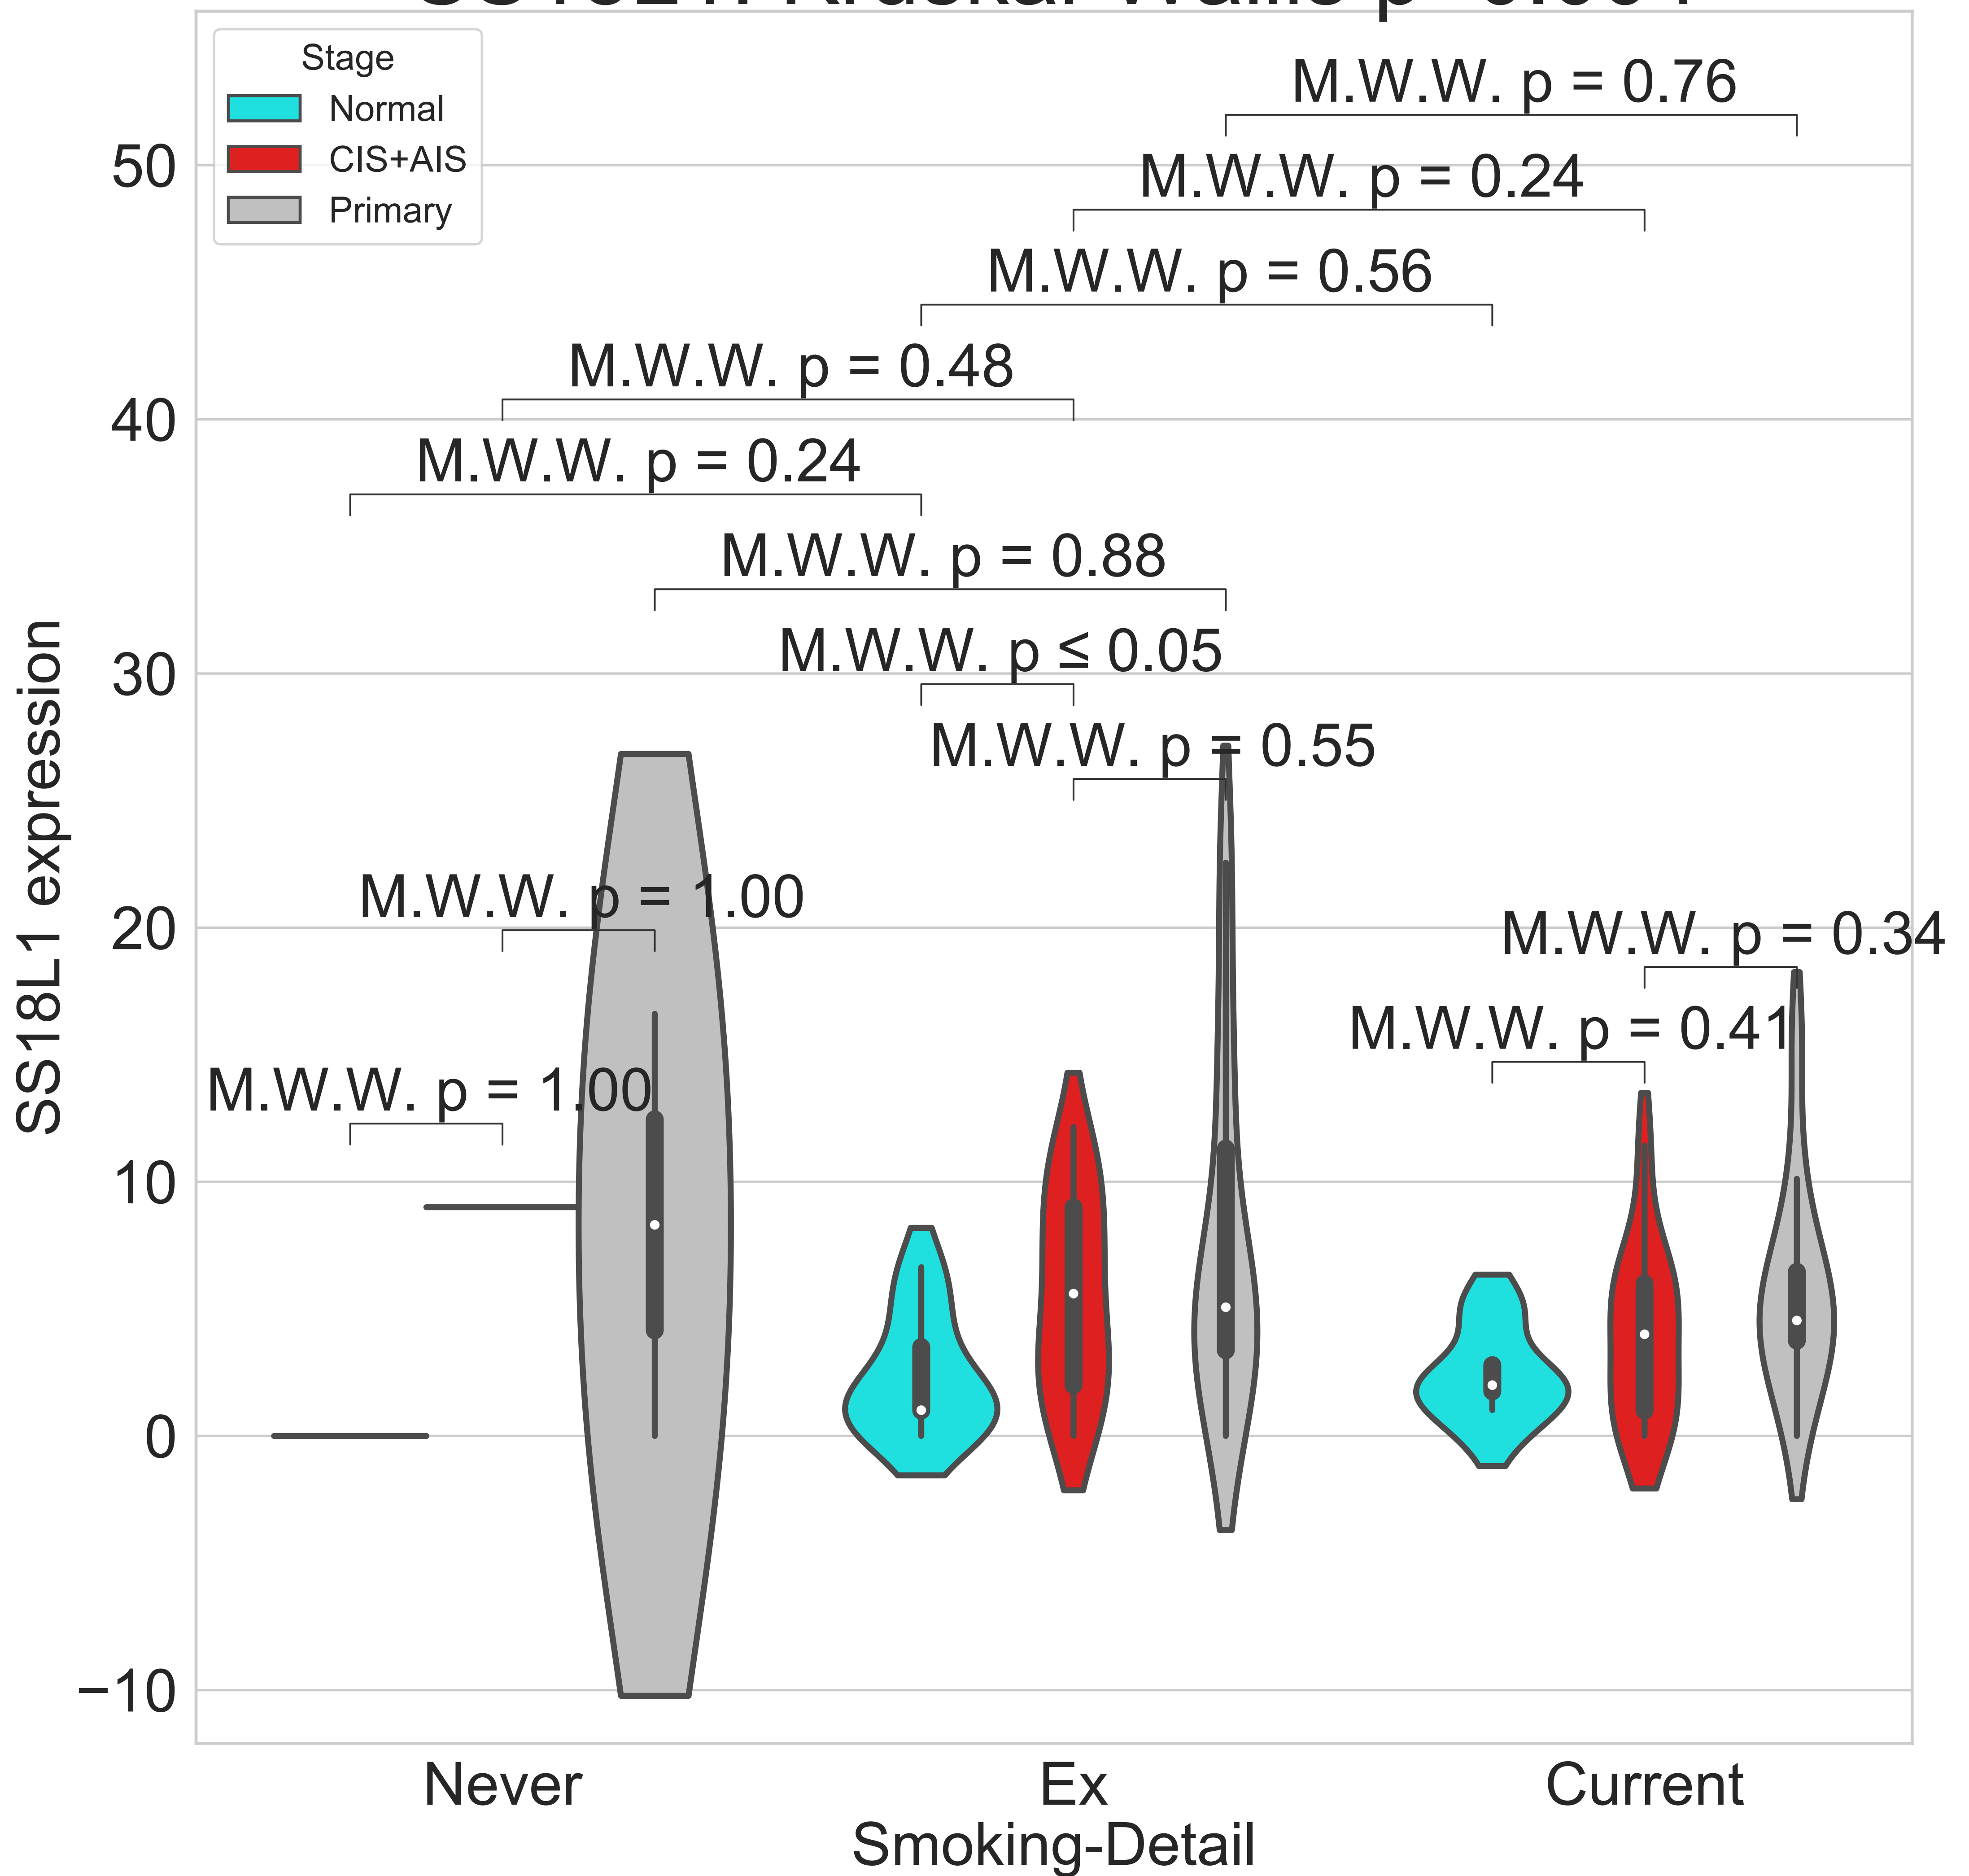 Stage
Normal
CIS+AIS
Primary
M.W.W. p = 0.76
M.W.W. p = 0.24
M.W.W. p = 0.56
M.W.W. p = 0.48
M.W.W. p = 0.24
M.W.W. p = 0.88
M.W.W. p ≤ 0.05
M.W.W. p = 0.55
M.W.W. p = 1.00
M.W.W. p = 0.34
M.W.W. p = 0.41
M.W.W. p = 1.00
50
40
30
20
10
0
−10
SS18L1 expression
Never
Ex
Current
Smoking-Detail